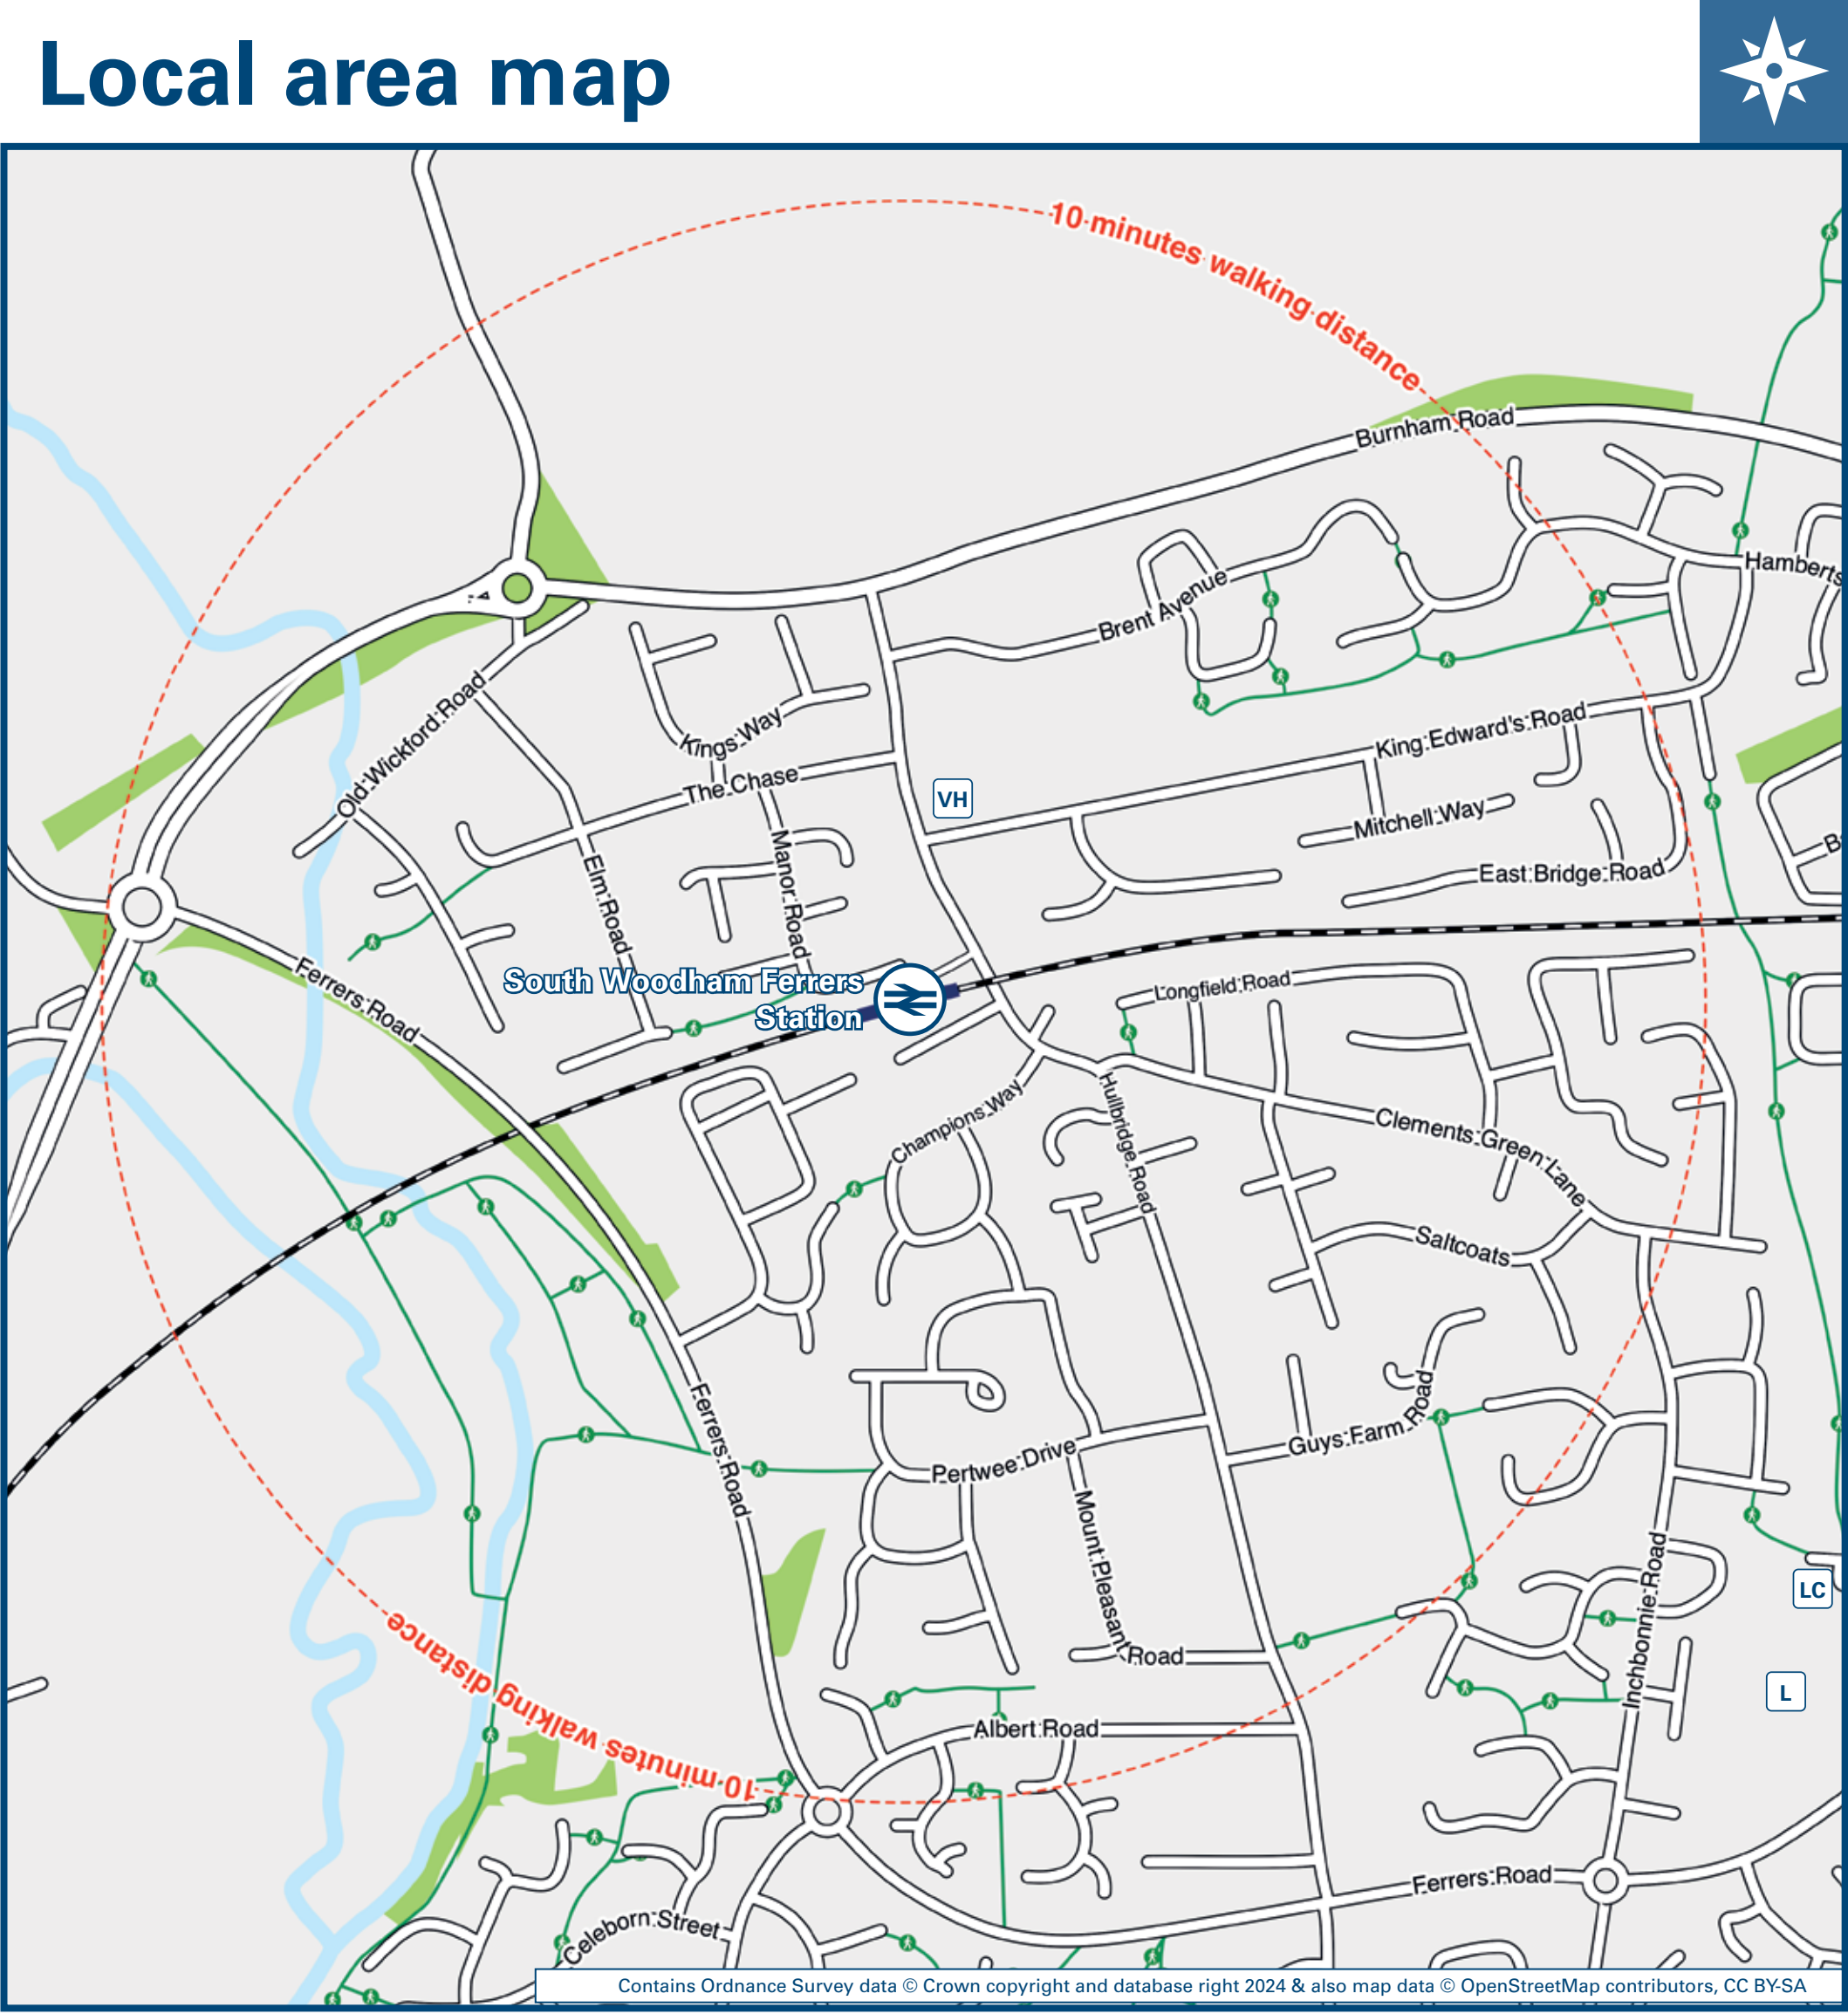 Local area map
10 minutes walking distance
Burnham Road
Hamberts
Brent Avenue
Old Wickford Road
Kings Way
The Chase
King Edward's Road
VH
Mitchell Way
Manor Road
Elm Road
East Bridge Road
Ferrers Road
South Woodham Ferrers
Station
Longfield Road
Champions Way
Hullbridge Road
Clements Green Lane
Saltcoats
Ferrers Road
Guys Farm Road
Pertwee Drive
Mount Pleasant Road
Inchbonnie Road
LC
L
10 minutes walking distance
Albert Road
Ferrers Road
Celeborn Street
Contains Ordnance Survey data © Crown copyright and database right 2024 & also map data © OpenStreetMap contributors, CC BY-SA